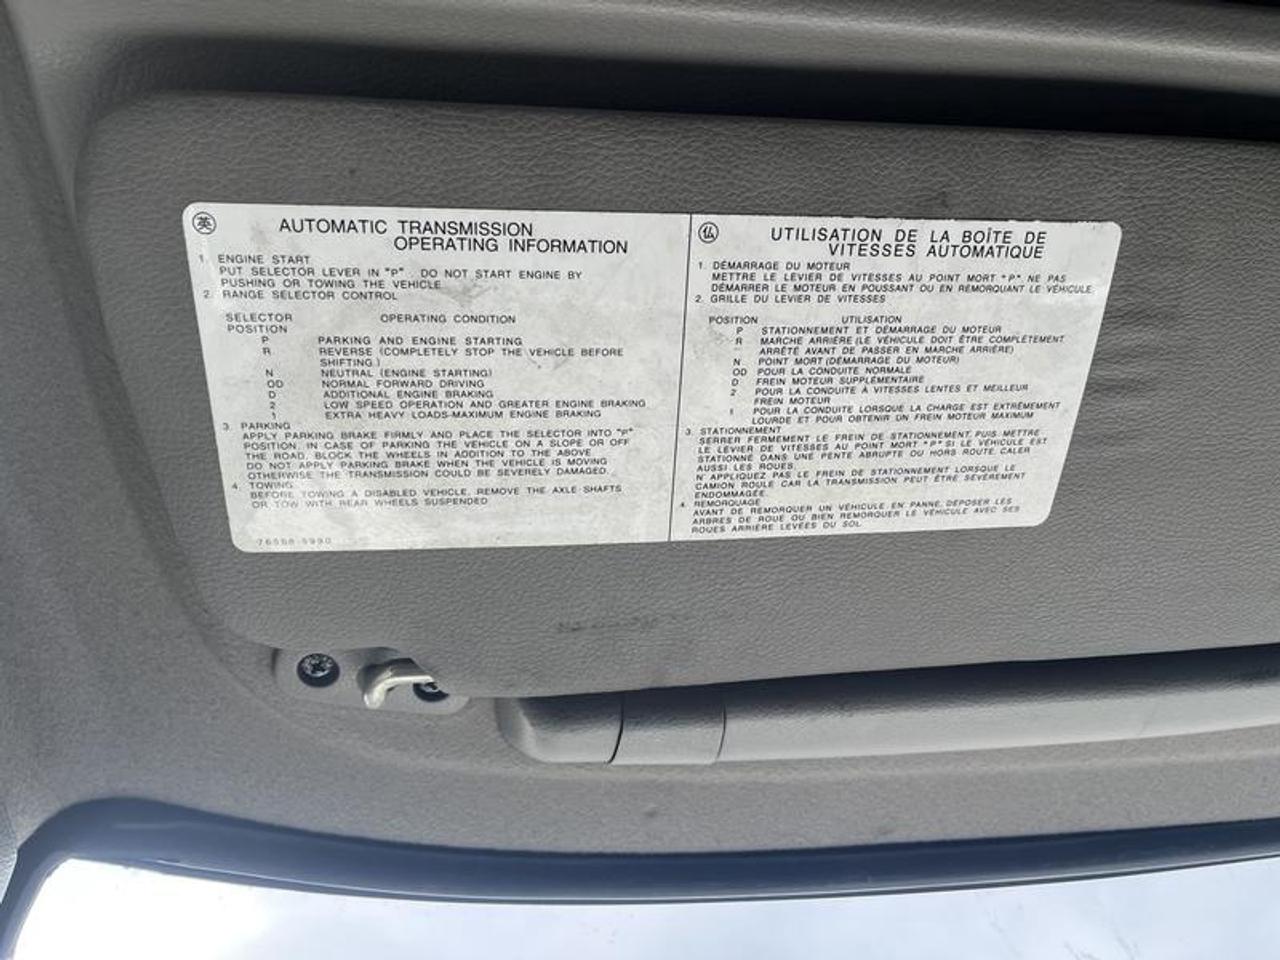 英
AUTOMATIC TRANSMISSION
OPERATING INFORMATION
1. ENGINE START
PUT SELECTOR LEVER IN "P". DO NOT START ENGINE BY
PUSHING OR TOWING THE VEHICLE
2. RANGE SELECTOR CONTROL
SELECTOR OPERATING CONDITION
POSITION
P PARKING AND ENGINE STARTING
R REVERSE (COMPLETELY STOP THE VEHICLE BEFORE
SHIFTING.)
N NEUTRAL (ENGINE STARTING)
OD NORMAL FORWARD DRIVING
D ADDITIONAL ENGINE BRAKING
2 LOW SPEED OPERATION AND GREATER ENGINE BRAKING
1 EXTRA HEAVY LOADS-MAXIMUM ENGINE BRAKING
3. PARKING
APPLY PARKING BRAKE FIRMLY AND PLACE THE SELECTOR INTO "P"
POSITION. IN CASE OF PARKING THE VEHICLE ON A SLOPE OR OFF
THE ROAD, BLOCK THE WHEELS IN ADDITION TO THE ABOVE
DO NOT APPLY PARKING BRAKE WHEN THE VEHICLE IS MOVING
OTHERWISE THE TRANSMISSION COULD BE SEVERELY DAMAGED.
4. TOWING
BEFORE TOWING A DISABLED VEHICLE, REMOVE THE AXLE SHAFTS
OR TOW WITH REAR WHEELS SUSPENDED
76558-5990
仏
UTILISATION DE LA BOÎTE DE
VITESSES AUTOMATIQUE
1. DÉMARRAGE DU MOTEUR
METTRE LE LEVIER DE VITESSES AU POINT MORT "P". NE PAS
DÉMARRER LE MOTEUR EN POUSSANT OU EN REMORQUANT LE VÉHICULE.
2. GRILLE DU LEVIER DE VITESSES
POSITION UTILISATION
P STATIONNEMENT ET DÉMARRAGE DU MOTEUR
R MARCHE ARRIÈRE (LE VÉHICULE DOIT ÊTRE COMPLÈTEMENT
ARRÊTÉ AVANT DE PASSER EN MARCHE ARRIÈRE)
N POINT MORT (DÉMARRAGE DU MOTEUR)
OD POUR LA CONDUITE NORMALE
D FREIN MOTEUR SUPPLÉMENTAIRE
2 POUR LA CONDUITE À VITESSES LENTES ET MEILLEUR
FREIN MOTEUR
1 POUR LA CONDUITE LORSQUE LA CHARGE EST EXTRÊMEMENT
LOURDE ET POUR OBTENIR UN FREIN MOTEUR MAXIMUM
3. STATIONNEMENT
SERRER FERMEMENT LE FREIN DE STATIONNEMENT PUIS METTRE
LE LEVIER DE VITESSES AU POINT MORT "P" SI LE VÉHICULE EST
STATIONNÉ DANS UNE PENTE ABRUPTE OU HORS ROUTE, CALER
AUSSI LES ROUES.
N'APPLIQUEZ PAS LE FREIN DE STATIONNEMENT LORSQUE LE
CAMION ROULE CAR LA TRANSMISSION PEUT ÊTRE SÉVÈREMENT
ENDOMMAGÉE.
4. REMORQUAGE
AVANT DE REMORQUER UN VÉHICULE EN PANNE, DÉPOSER LES
ARBRES DE ROUE OU BIEN REMORQUER LE VÉHICULE AVEC SES
ROUES ARRIÈRE LEVÉES DU SOL